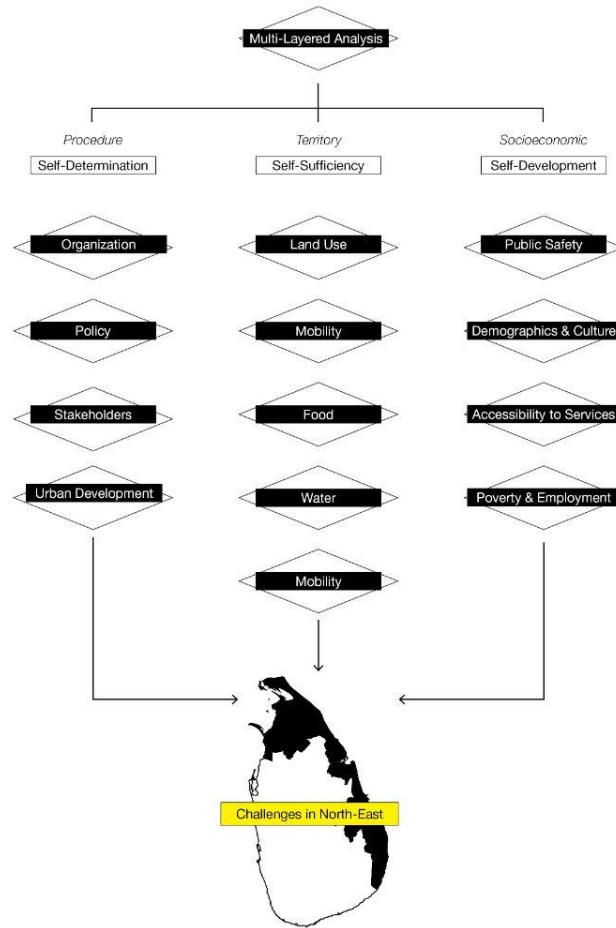 Multi-Layered Analysis
Procedure
Self-Determination
Organization
Policy
Stakeholders
Urban Development
Territory
Self-Sufficiency
Land Use
Mobility
Food
Water
Mobility
Socioeconomic
Self-Development
Public Safety
Demographics & Culture
Accessibility to Services
Poverty & Employment
Challenges in North-East